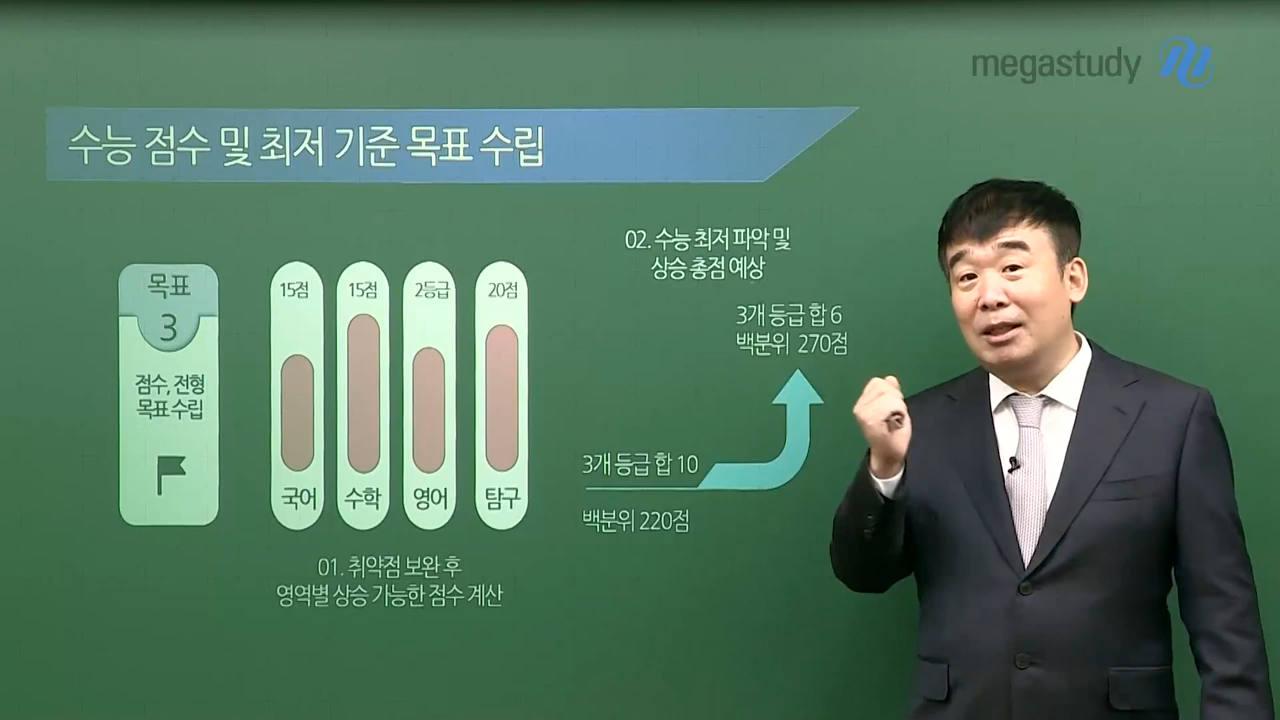 megastudy
수능 점수 및 최저 기준 목표 수립
목표
3
점수, 전형
목표 수립
15점
15점
2등급
20점
국어
수학
영어
탐구
01. 취약점 보완 후
영역별 상승 가능한 점수 계산
02. 수능 최저 파악 및
상승 총점 예상
3개 등급 합 6
백분위 270점
3개 등급 합 10
백분위 220점